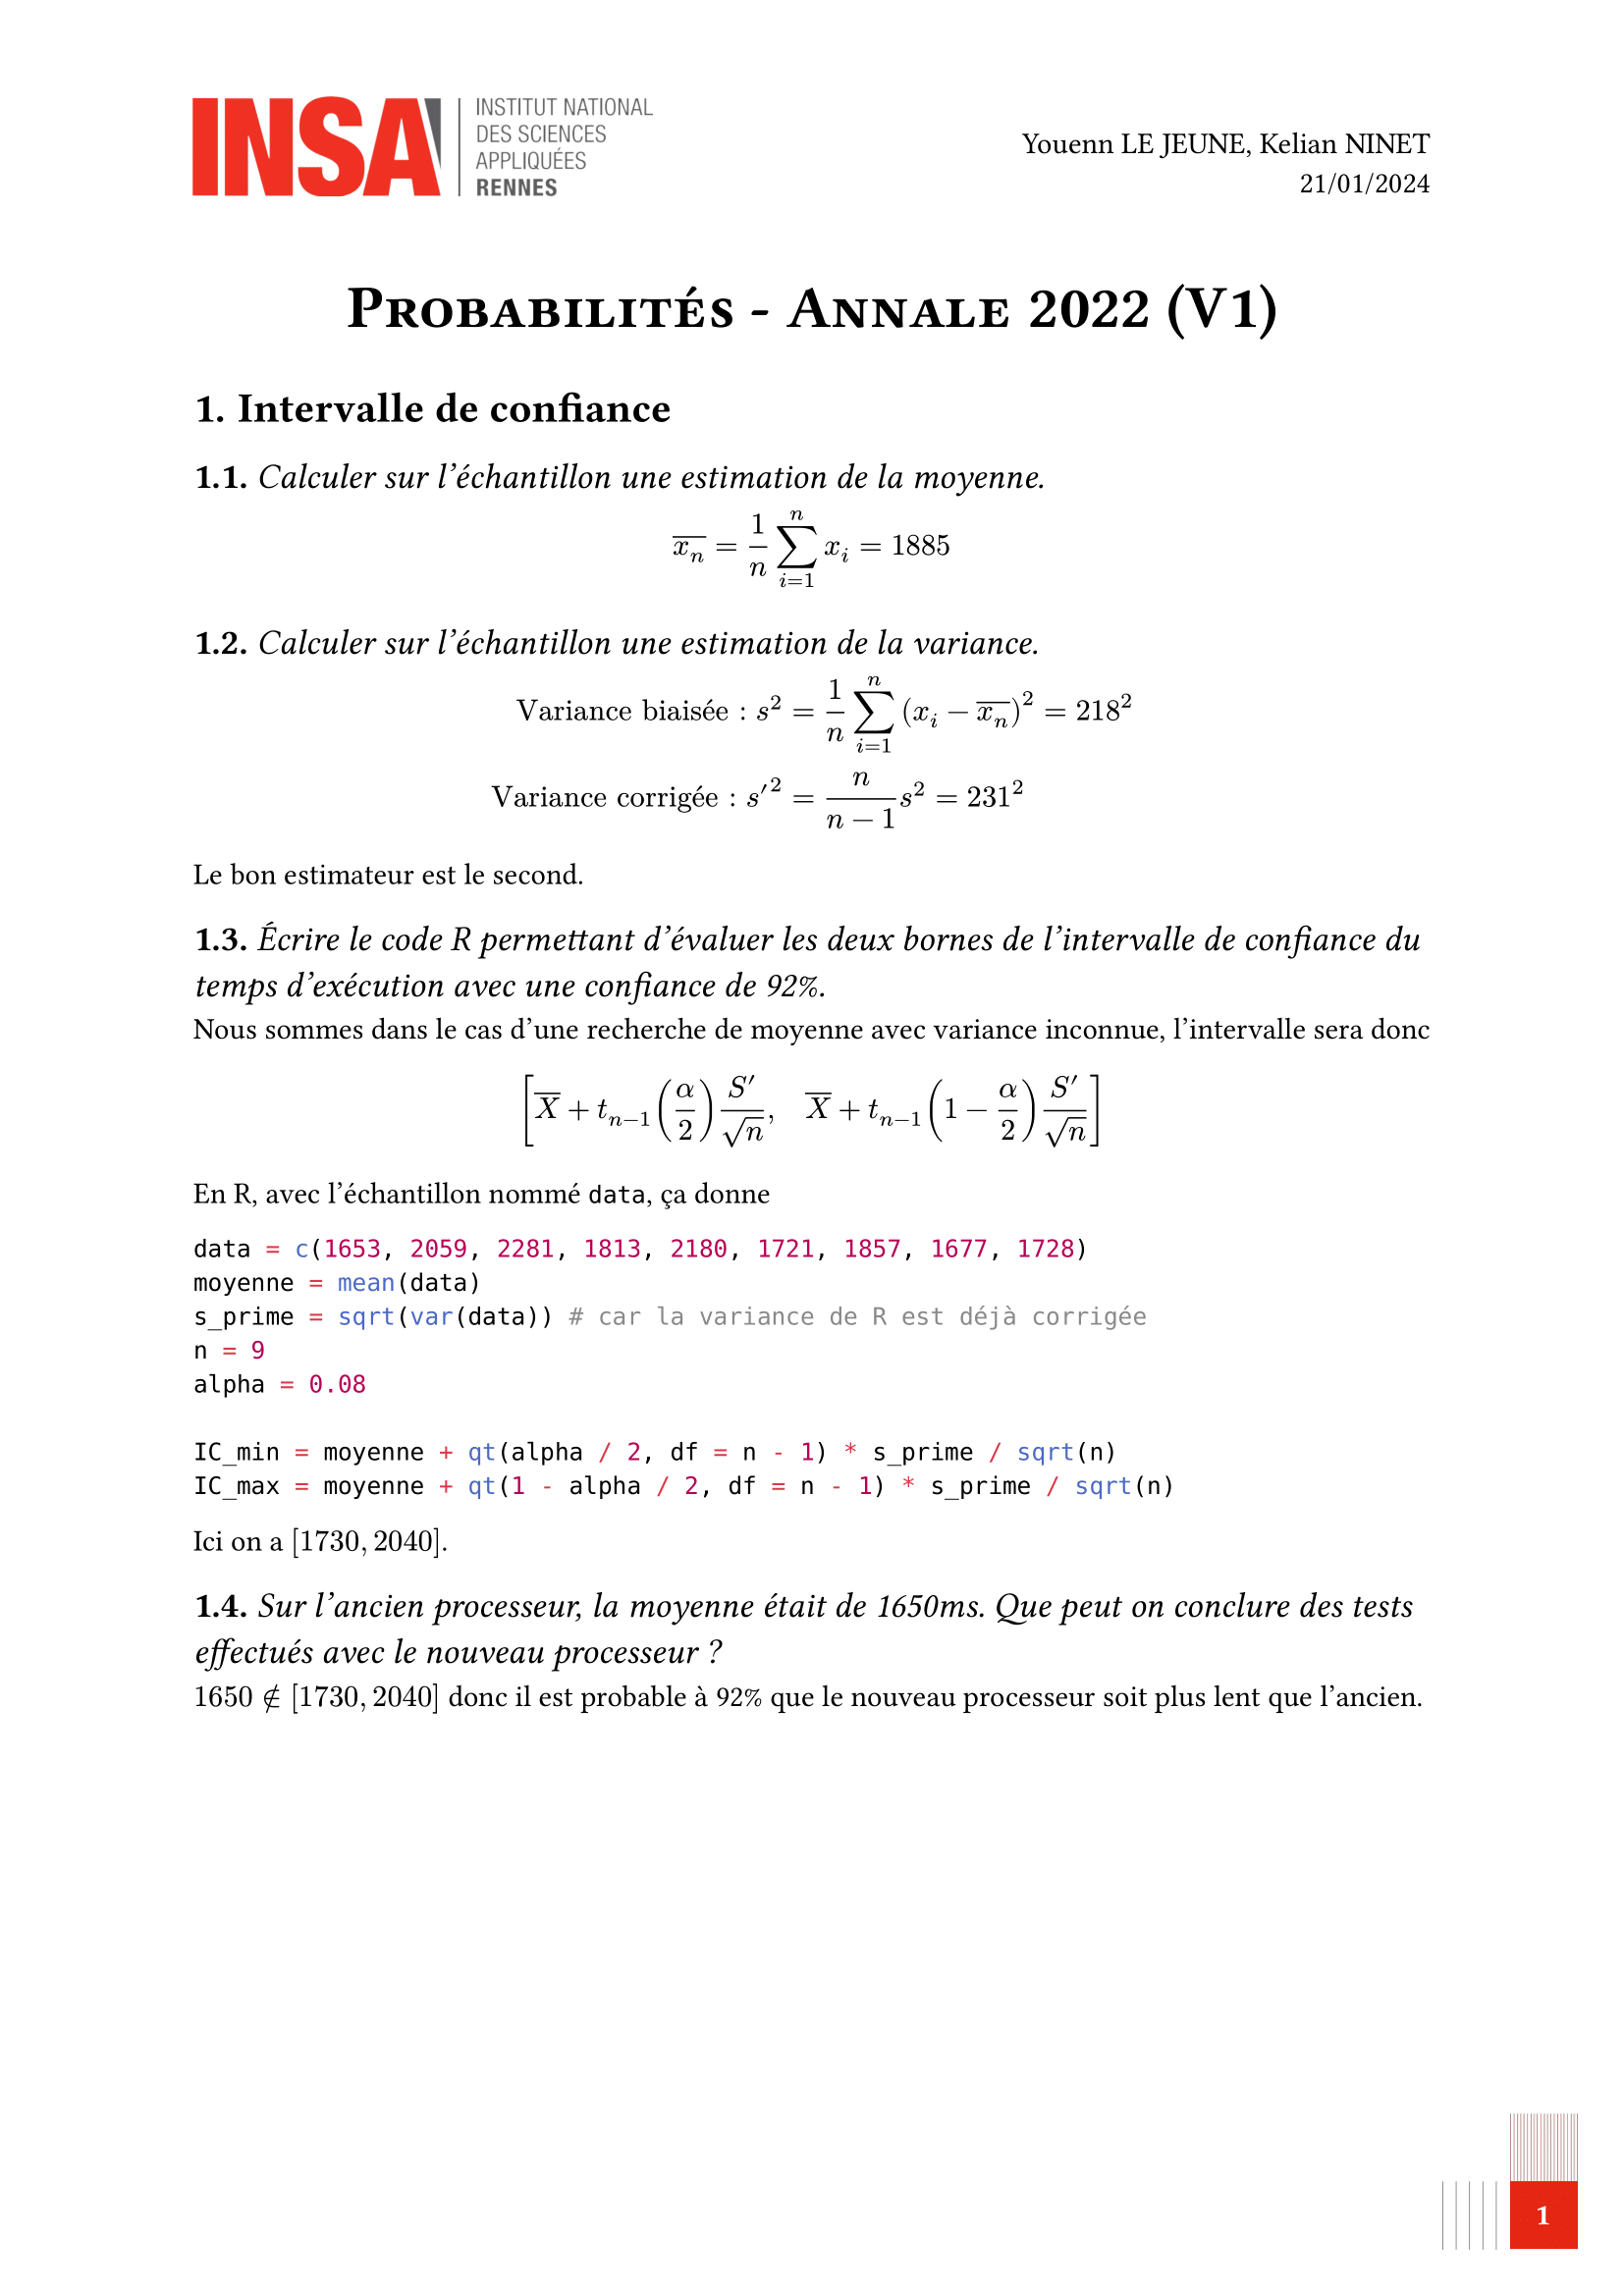 INSA
INSTITUT NATIONAL
DES SCIENCES
APPLIQUÉES
RENNES
Youenn LE JEUNE, Kelian NINET
21/01/2024
Probabilités - Annale 2022 (V1)
1. Intervalle de confiance
1.1. Calculer sur l’échantillon une estimation de la moyenne.
$\overline{x_n} = \frac{1}{n} \sum_{i=1}^{n} x_i = 1885$
1.2. Calculer sur l’échantillon une estimation de la variance.
Variance biaisée : $s^2 = \frac{1}{n} \sum_{i=1}^{n} (x_i - \overline{x_n})^2 = 218^2$
Variance corrigée : $s'^2 = \frac{n}{n-1} s^2 = 231^2$
Le bon estimateur est le second.
1.3. Écrire le code R permettant d’évaluer les deux bornes de l’intervalle de confiance du
temps d’exécution avec une confiance de 92%.
Nous sommes dans le cas d’une recherche de moyenne avec variance inconnue, l’intervalle sera donc
$\left[ \overline{X} + t_{n-1}\left(\frac{\alpha}{2}\right) \frac{S'}{\sqrt{n}}, \quad \overline{X} + t_{n-1}\left(1 - \frac{\alpha}{2}\right) \frac{S'}{\sqrt{n}} \right]$
En R, avec l’échantillon nommé data, ça donne
data = c(1653, 2059, 2281, 1813, 2180, 1721, 1857, 1677, 1728)
moyenne = mean(data)
s_prime = sqrt(var(data)) # car la variance de R est déjà corrigée
n = 9
alpha = 0.08
IC_min = moyenne + qt(alpha / 2, df = n - 1) * s_prime / sqrt(n)
IC_max = moyenne + qt(1 - alpha / 2, df = n - 1) * s_prime / sqrt(n)
Ici on a [1730, 2040].
1.4. Sur l’ancien processeur, la moyenne était de 1650ms. Que peut on conclure des tests
effectués avec le nouveau processeur ?
1650 ∉ [1730, 2040] donc il est probable à 92% que le nouveau processeur soit plus lent que l’ancien.
1